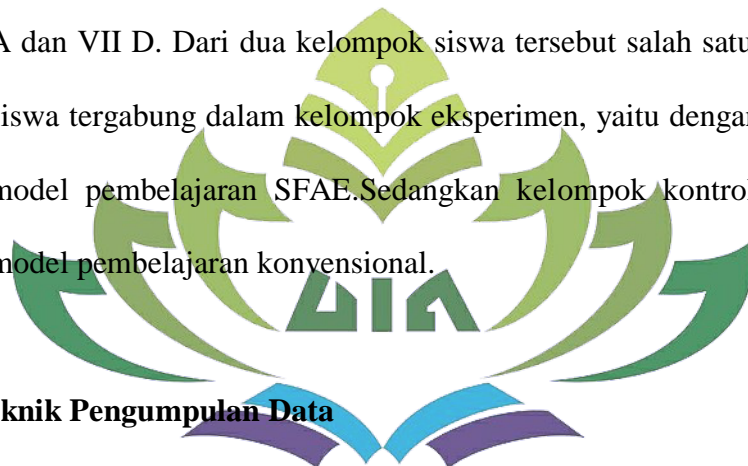 A dan VII D. Dari dua kelompok siswa tersebut salah satu
iswa tergabung dalam kelompok eksperimen, yaitu dengan
model pembelajaran SFAE.Sedangkan kelompok kontrol
model pembelajaran konvensional.
knik Pengumpulan Data